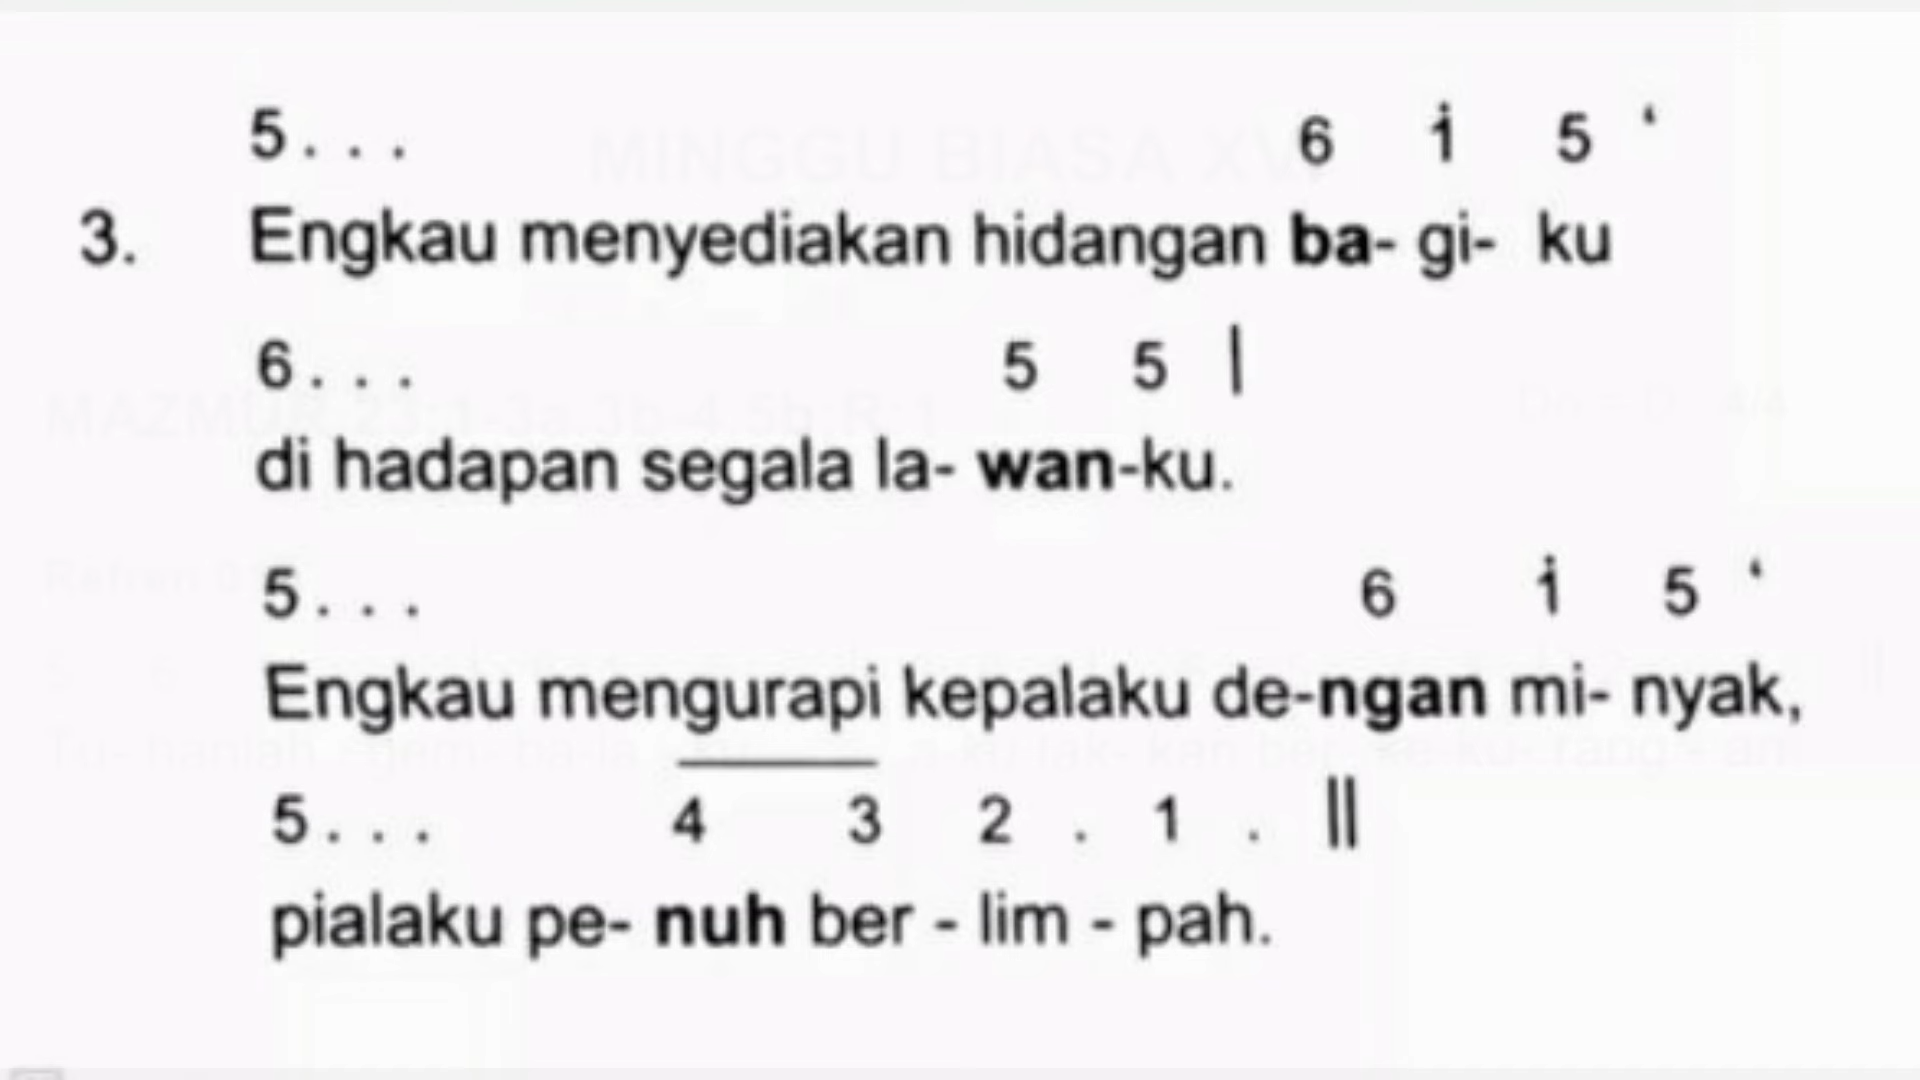 5... 6 i 5 ‘
3. Engkau menyediakan hidangan ba- gi- ku
6... 5 5 |
di hadapan segala la- wan-ku.
5... 6 i 5 ‘
Engkau mengurapi kepalaku de-ngan mi- nyak,
5... 4 3 2 . 1 . ||
pialaku pe- nuh ber - lim - pah.